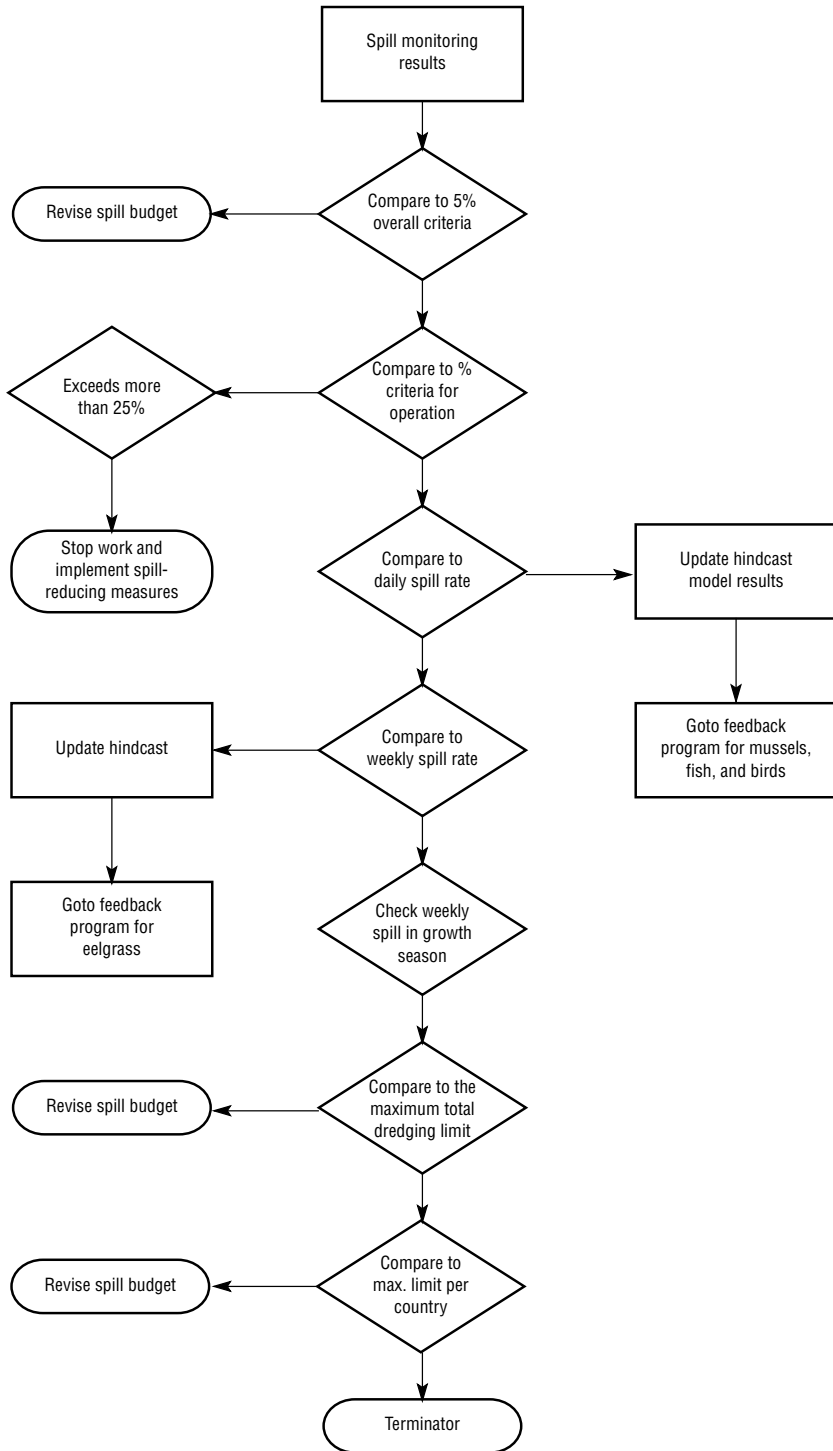 Spill monitoring
results
Compare to 5%
overall criteria
Revise spill budget
Compare to %
criteria for
operation
Exceeds more
than 25%
Stop work and
implement spill-
reducing measures
Compare to
daily spill rate
Update hindcast
model results
Goto feedback
program for mussels,
fish, and birds
Compare to
weekly spill rate
Update hindcast
Goto feedback
program for
eelgrass
Check weekly
spill in growth
season
Compare to the
maximum total
dredging limit
Revise spill budget
Compare to
max. limit per
country
Revise spill budget
Terminator